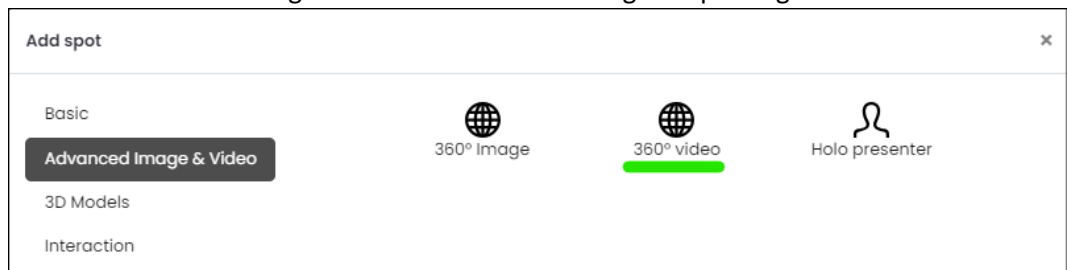 Add spot
×
Basic
Advanced Image & Video
3D Models
Interaction
360° Image
360° video
Holo presenter